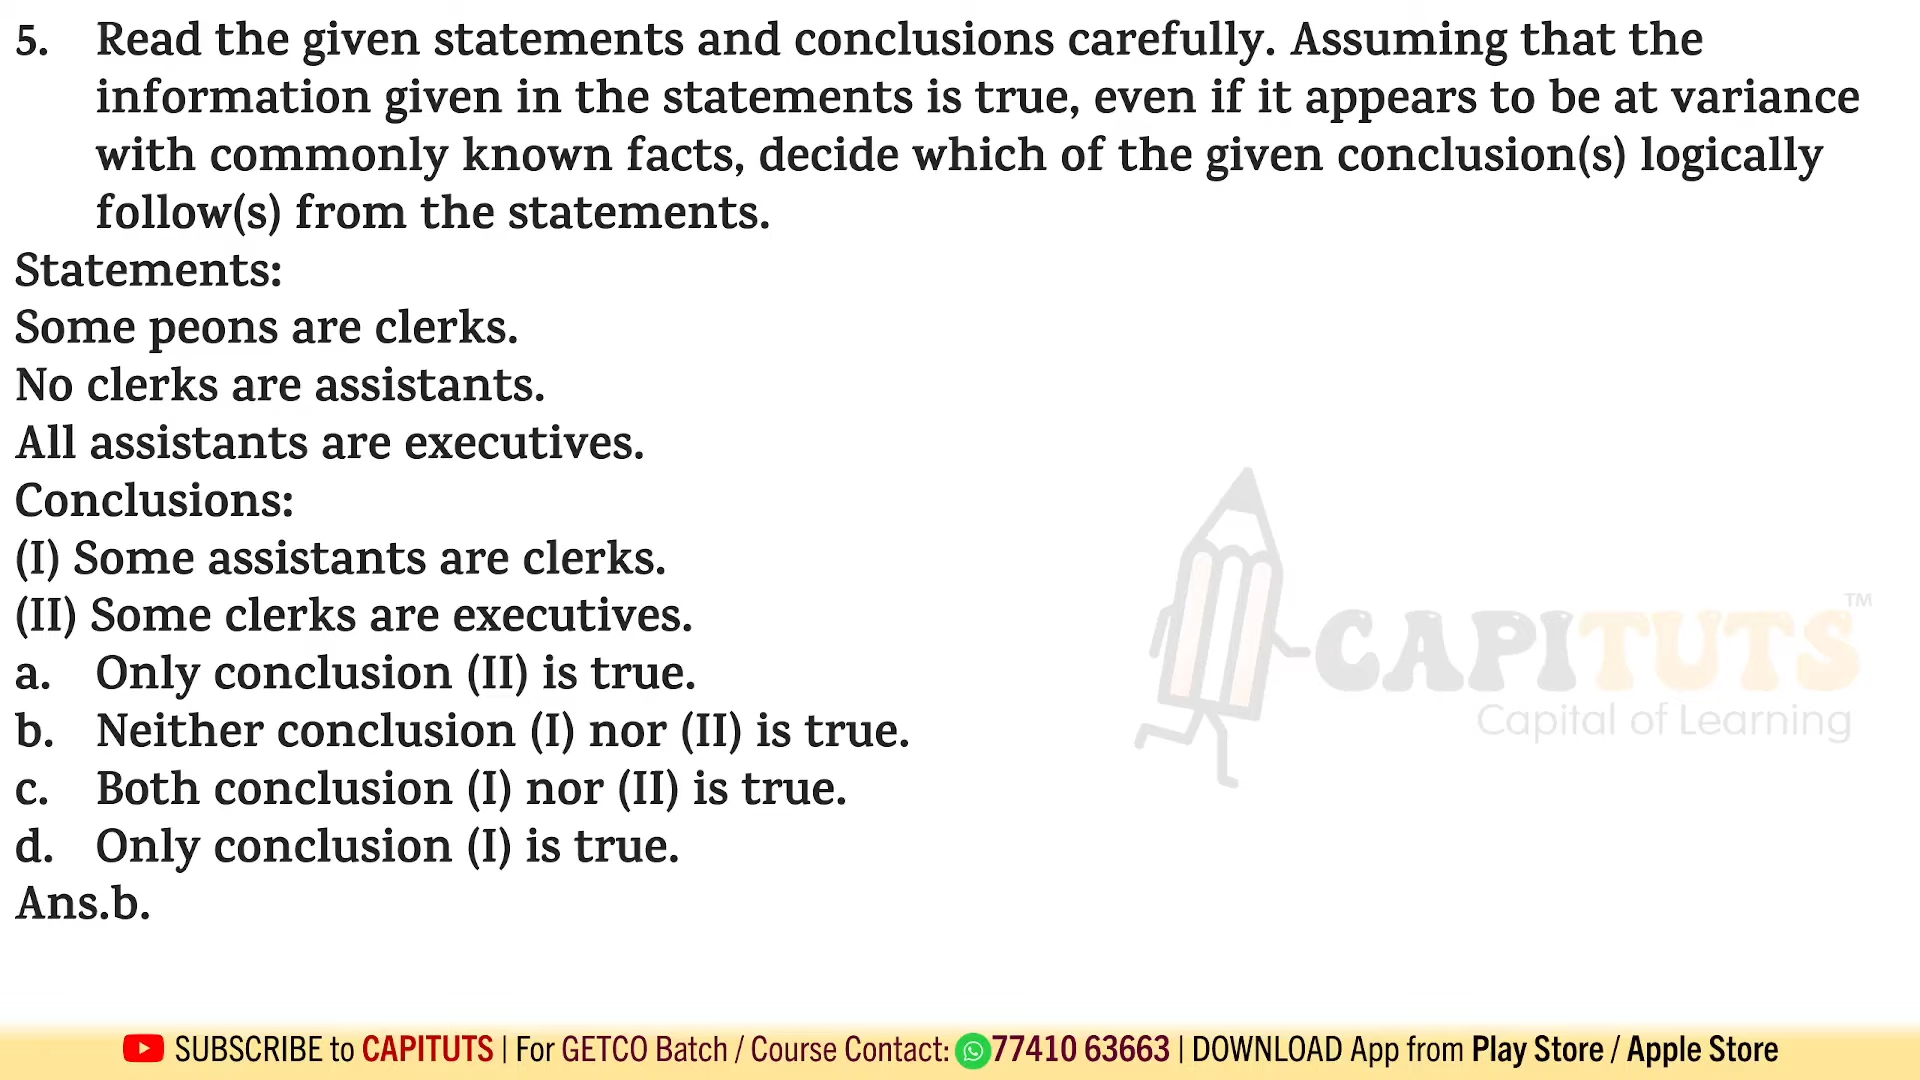 5. Read the given statements and conclusions carefully. Assuming that the
information given in the statements is true, even if it appears to be at variance
with commonly known facts, decide which of the given conclusion(s) logically
follow(s) from the statements.
Statements:
Some peons are clerks.
No clerks are assistants.
All assistants are executives.
Conclusions:
(I) Some assistants are clerks.
(II) Some clerks are executives.
a. Only conclusion (II) is true.
b. Neither conclusion (I) nor (II) is true.
c. Both conclusion (I) nor (II) is true.
d. Only conclusion (I) is true.
Ans.b.
CAPITUTS™
Capital of Learning
SUBSCRIBE to CAPITUTS | For GETCO Batch / Course Contact: 77410 63663 | DOWNLOAD App from Play Store / Apple Store